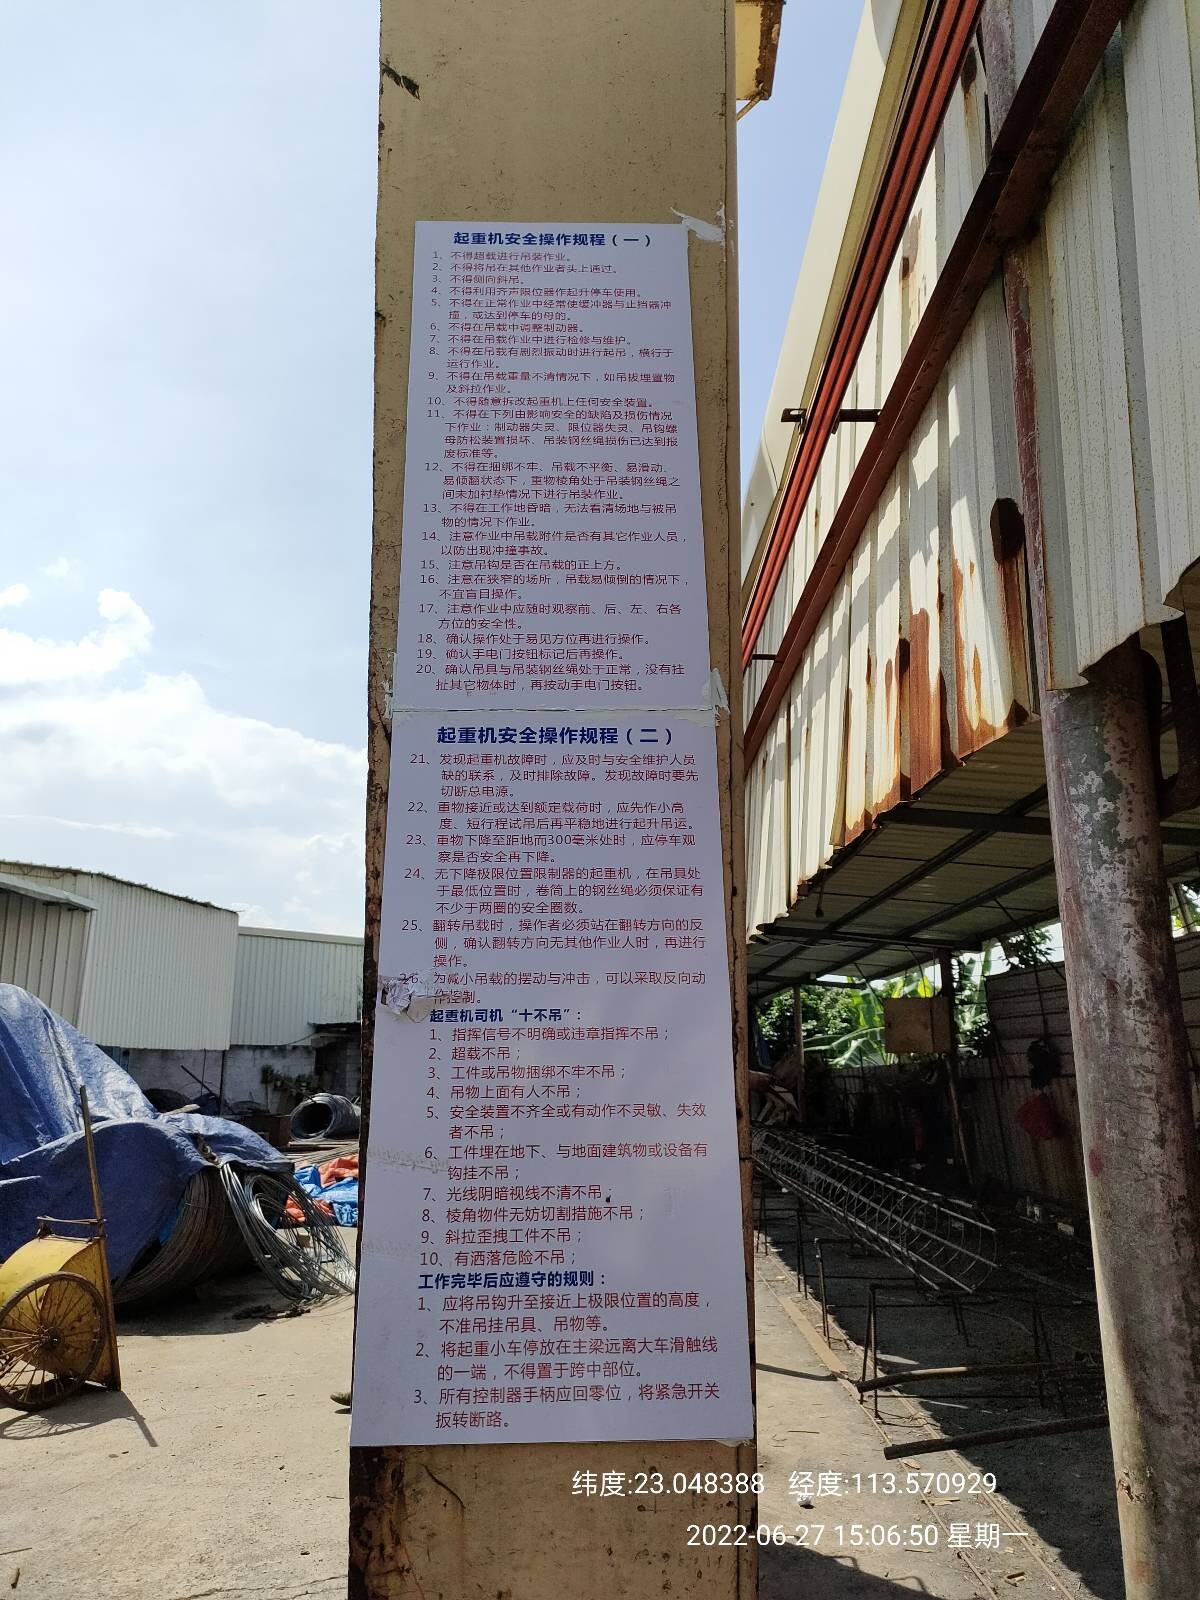 起重机安全操作规程（一）
1、不得超载进行吊装作业。
2、不得将吊在其他作业者头上通过。
3、不得侧向斜吊。
4、不得利用齐声限位器作起升停车使用。
5、不得在正常作业中经常使缓冲器与止挡器冲
撞，或达到停车的母的。
6、不得在吊载中调整制动器。
7、不得在吊载作业中进行检修与维护。
8、不得在吊载有剧烈振动时进行起吊，横行于
运行作业。
9、不得在吊载重量不清情况下，如吊拔埋置物
及斜拉作业。
10、不得随意拆改起重机上任何安全装置。
11、不得在下列由影响安全的缺陷及损伤情况
下作业：制动器失灵、限位器失灵、吊钩螺
母防松装置损坏、吊装钢丝绳损伤已达到报
废标准等。
12、不得在捆绑不牢、吊载不平衡、易滑动、
易倾翻状态下，重物棱角处于吊装钢丝绳之
间未加衬垫情况下进行吊装作业。
13、不得在工作地昏暗，无法看清场地与被吊
物的情况下作业。
14、注意作业中吊载附件是否有其它作业人员，
以防出现冲撞事故。
15、注意吊钩是否在吊载的正上方。
16、注意在狭窄的场所，吊载易倾倒的情况下，
不宜盲目操作。
17、注意作业中应随时观察前、后、左、右各
方位的安全性。
18、确认操作处于易见方位再进行操作。
19、确认手电门按钮标记后再操作。
20、确认吊具与吊装钢丝绳处于正常，没有拄
扯其它物体时，再按动手电门按钮。
起重机安全操作规程（二）
21、发现起重机故障时，应及时与安全维护人员
缺的联系，及时排除故障。发现故障时要先
切断总电源。
22、重物接近或达到额定载荷时，应先作小高
度、短行程试吊后再平稳地进行起升吊运。
23、重物下降至距地而300毫米处时，应停车观
察是否安全再下降。
24、无下降极限位置限制器的起重机，在吊具处
于最低位置时，卷筒上的钢丝绳必须保证有
不少于两圈的安全圈数。
25、翻转吊载时，操作者必须站在翻转方向的反
侧，确认翻转方向无其他作业人时，再进行
操作。
26、为减小吊载的摆动与冲击，可以采取反向动
作控制。
起重机司机“十不吊”：
1、指挥信号不明确或违章指挥不吊；
2、超载不吊；
3、工件或吊物捆绑不牢不吊；
4、吊物上面有人不吊；
5、安全装置不齐全或有动作不灵敏、失效
者不吊；
6、工件埋在地下、与地面建筑物或设备有
钩挂不吊；
7、光线阴暗视线不清不吊；
8、棱角物件无妨切割措施不吊；
9、斜拉歪拽工件不吊；
10、有洒落危险不吊；
工作完毕后应遵守的规则：
1、应将吊钩升至接近上极限位置的高度，
不准吊挂吊具、吊物等。
2、将起重小车停放在主梁远离大车滑触线
的一端，不得置于跨中部位。
3、所有控制器手柄应回零位，将紧急开关
扳转断路。
纬度:23.048388 经度:113.570929
2022-06-27 15:06:50 星期一